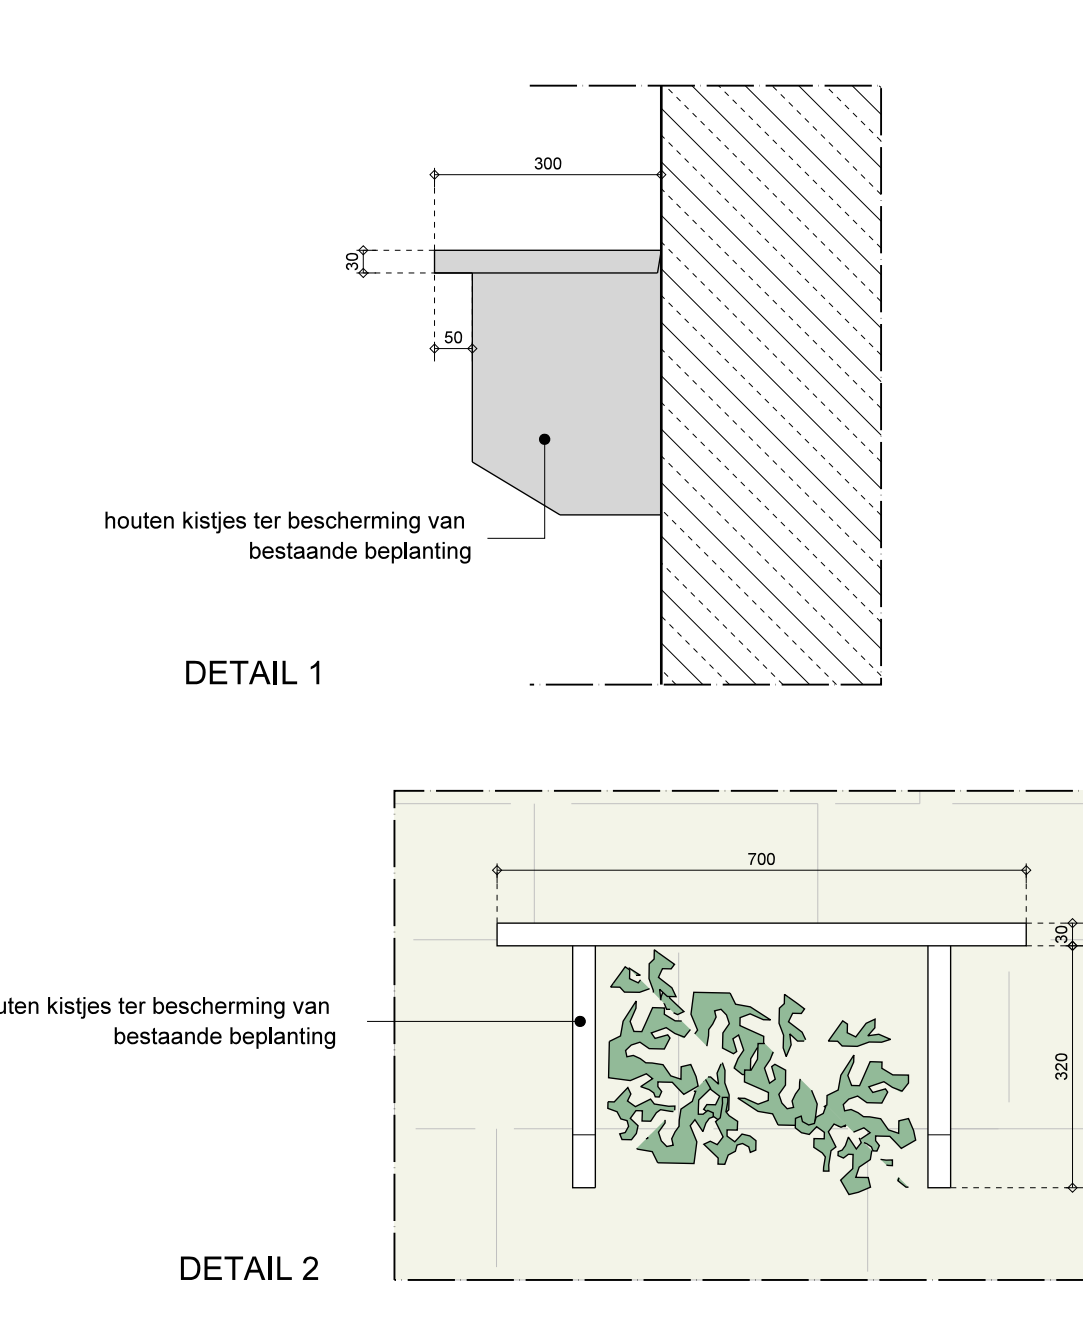 300
30
50
houten kistjes ter bescherming van
bestaande beplanting
DETAIL 1
700
30
uten kistjes ter bescherming van
bestaande beplanting
320
DETAIL 2